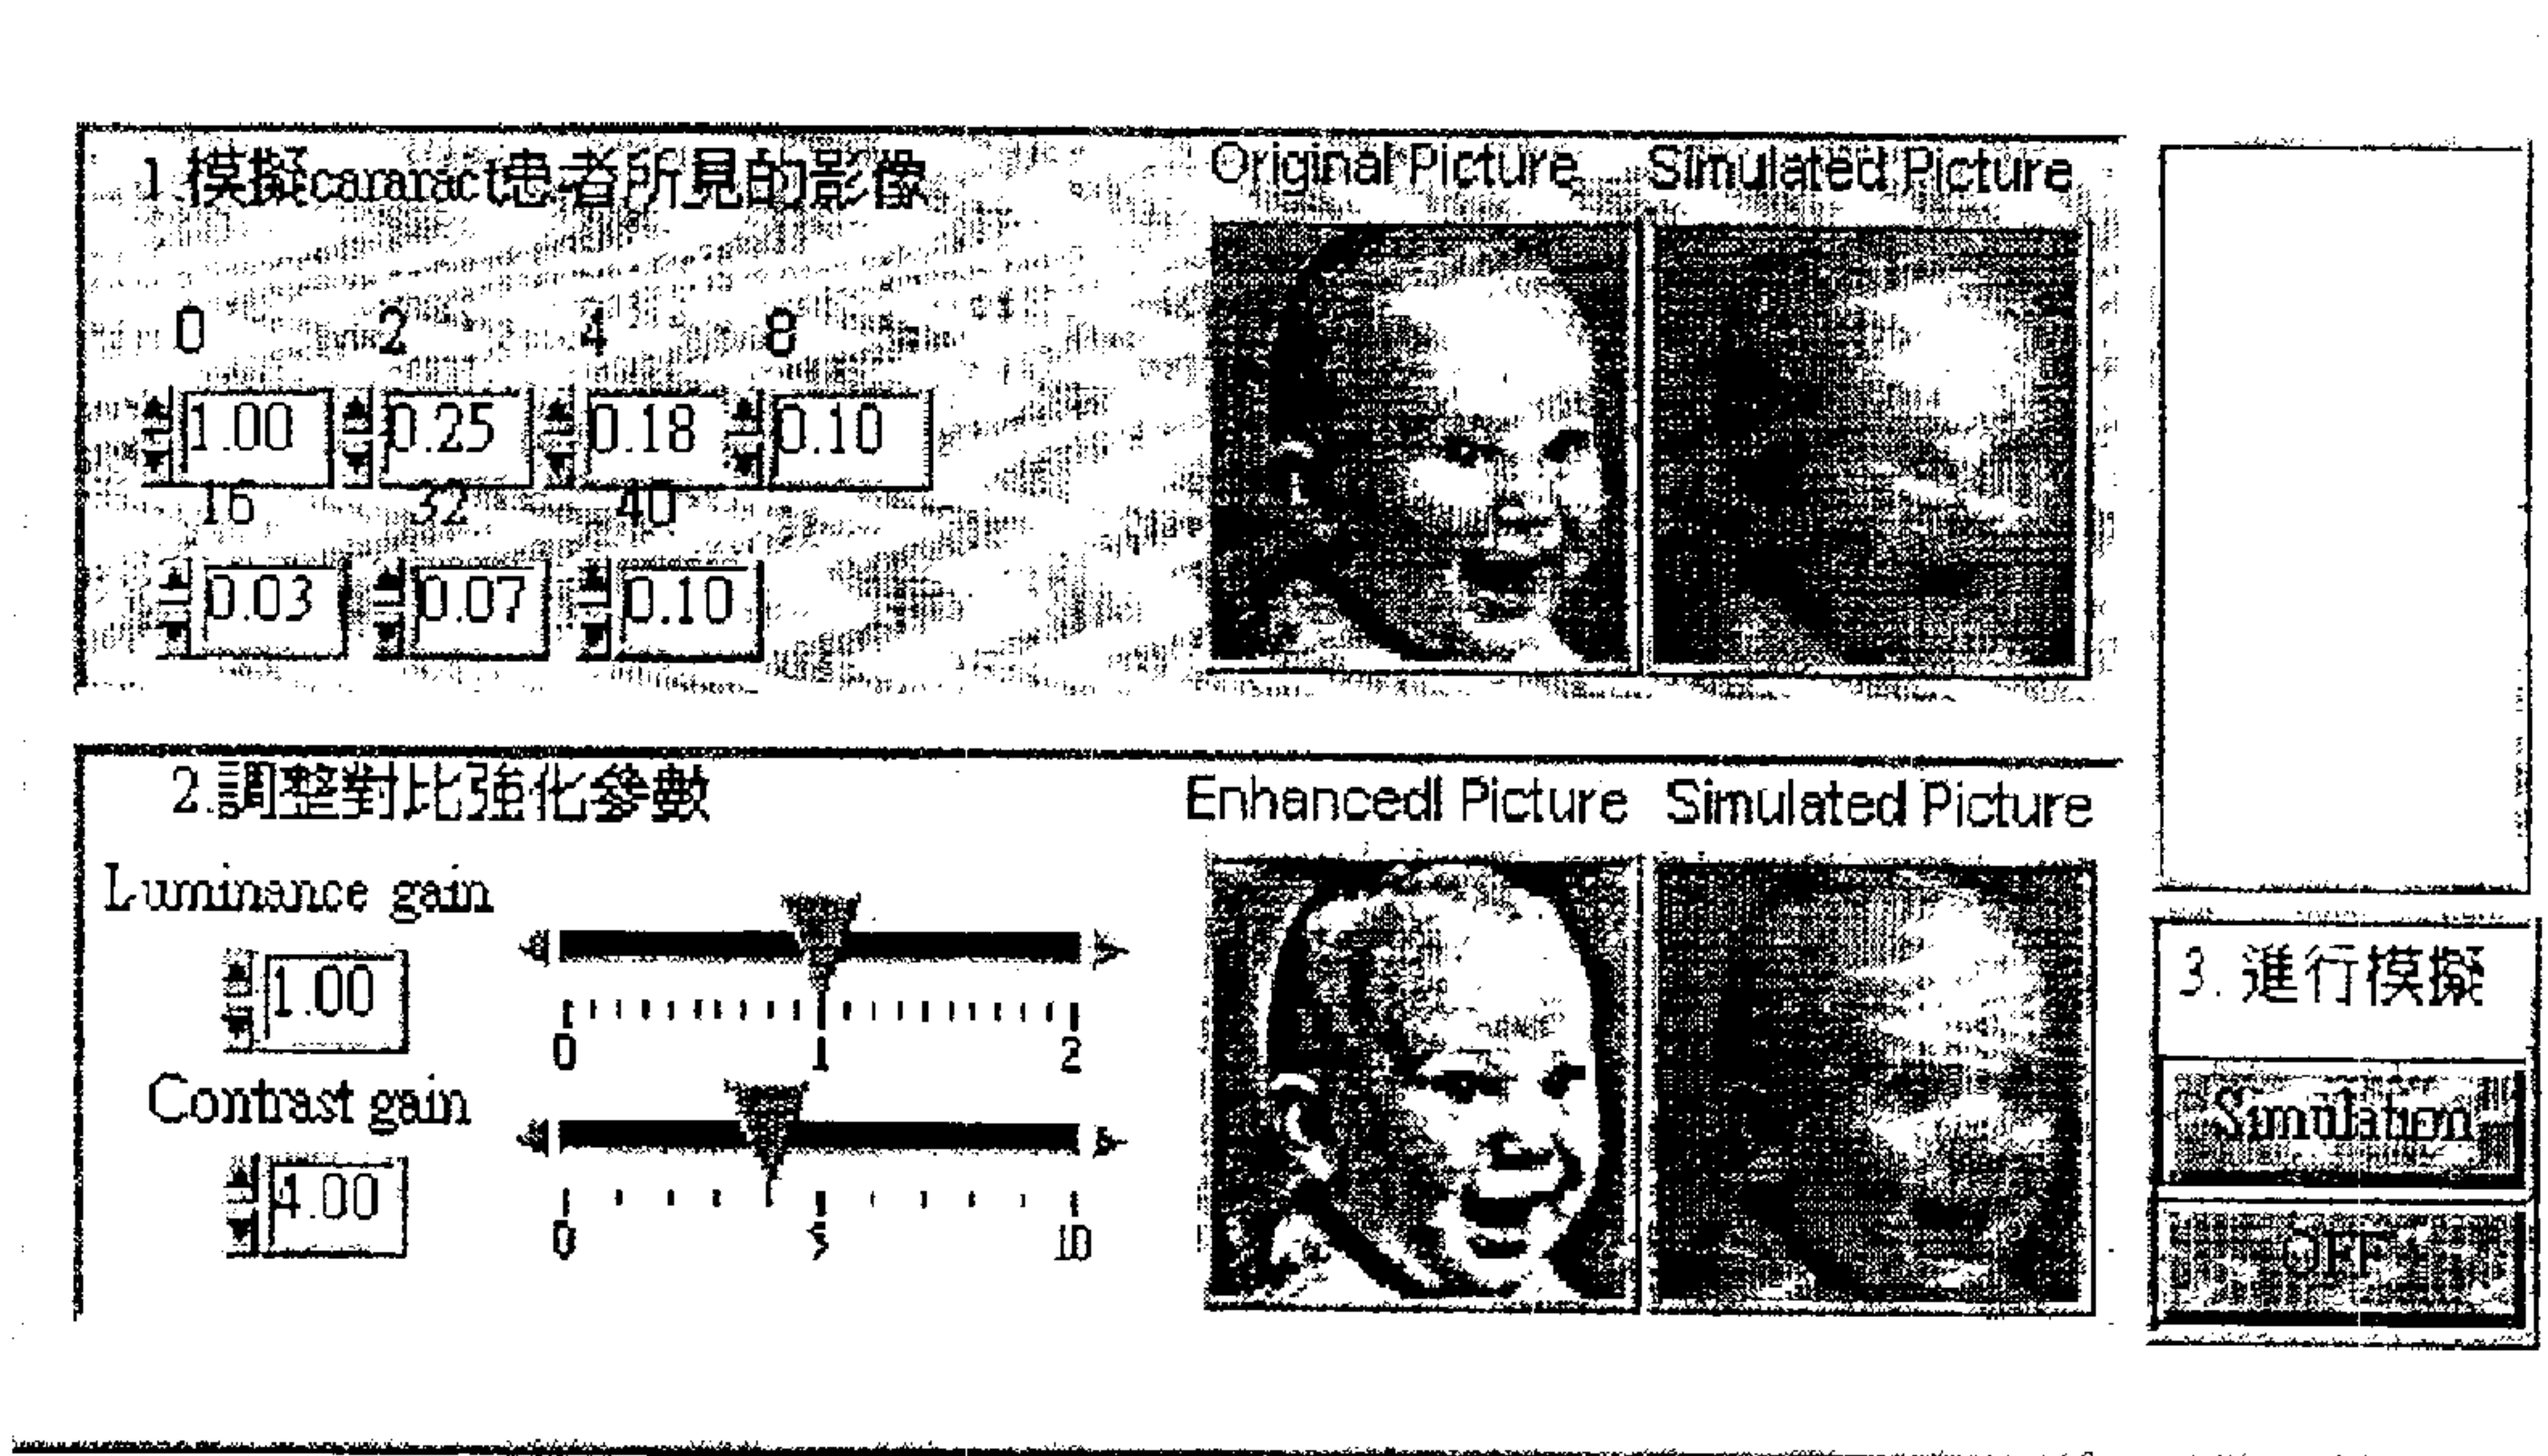 1.模擬cararact患者所見的影像
Original Picture Simulated Picture
0 2 4 8
1.00 0.25 0.18 0.10
16 32 40
0.03 0.07 0.10
2.調整對比強化參數
Enhancedl Picture Simulated Picture
Luminance gain
1.00
0 1 2
Contrast gain
4.00
0 5 10
3. 進行模擬
Simulation
OFF